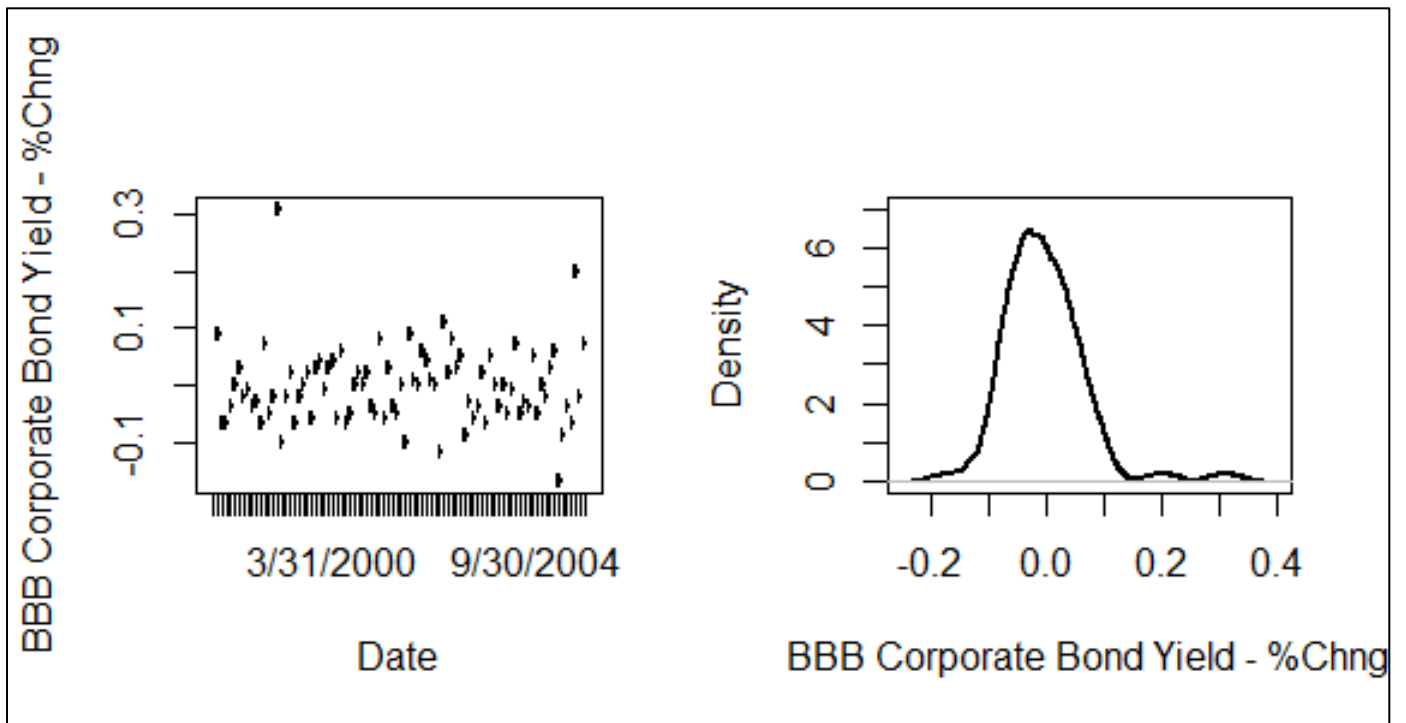 BBB Corporate Bond Yield - %Chng
0.3
0.1
-0.1
3/31/2000 9/30/2004
Date
Density
6
4
2
0
-0.2 0.0 0.2 0.4
BBB Corporate Bond Yield - %Chng